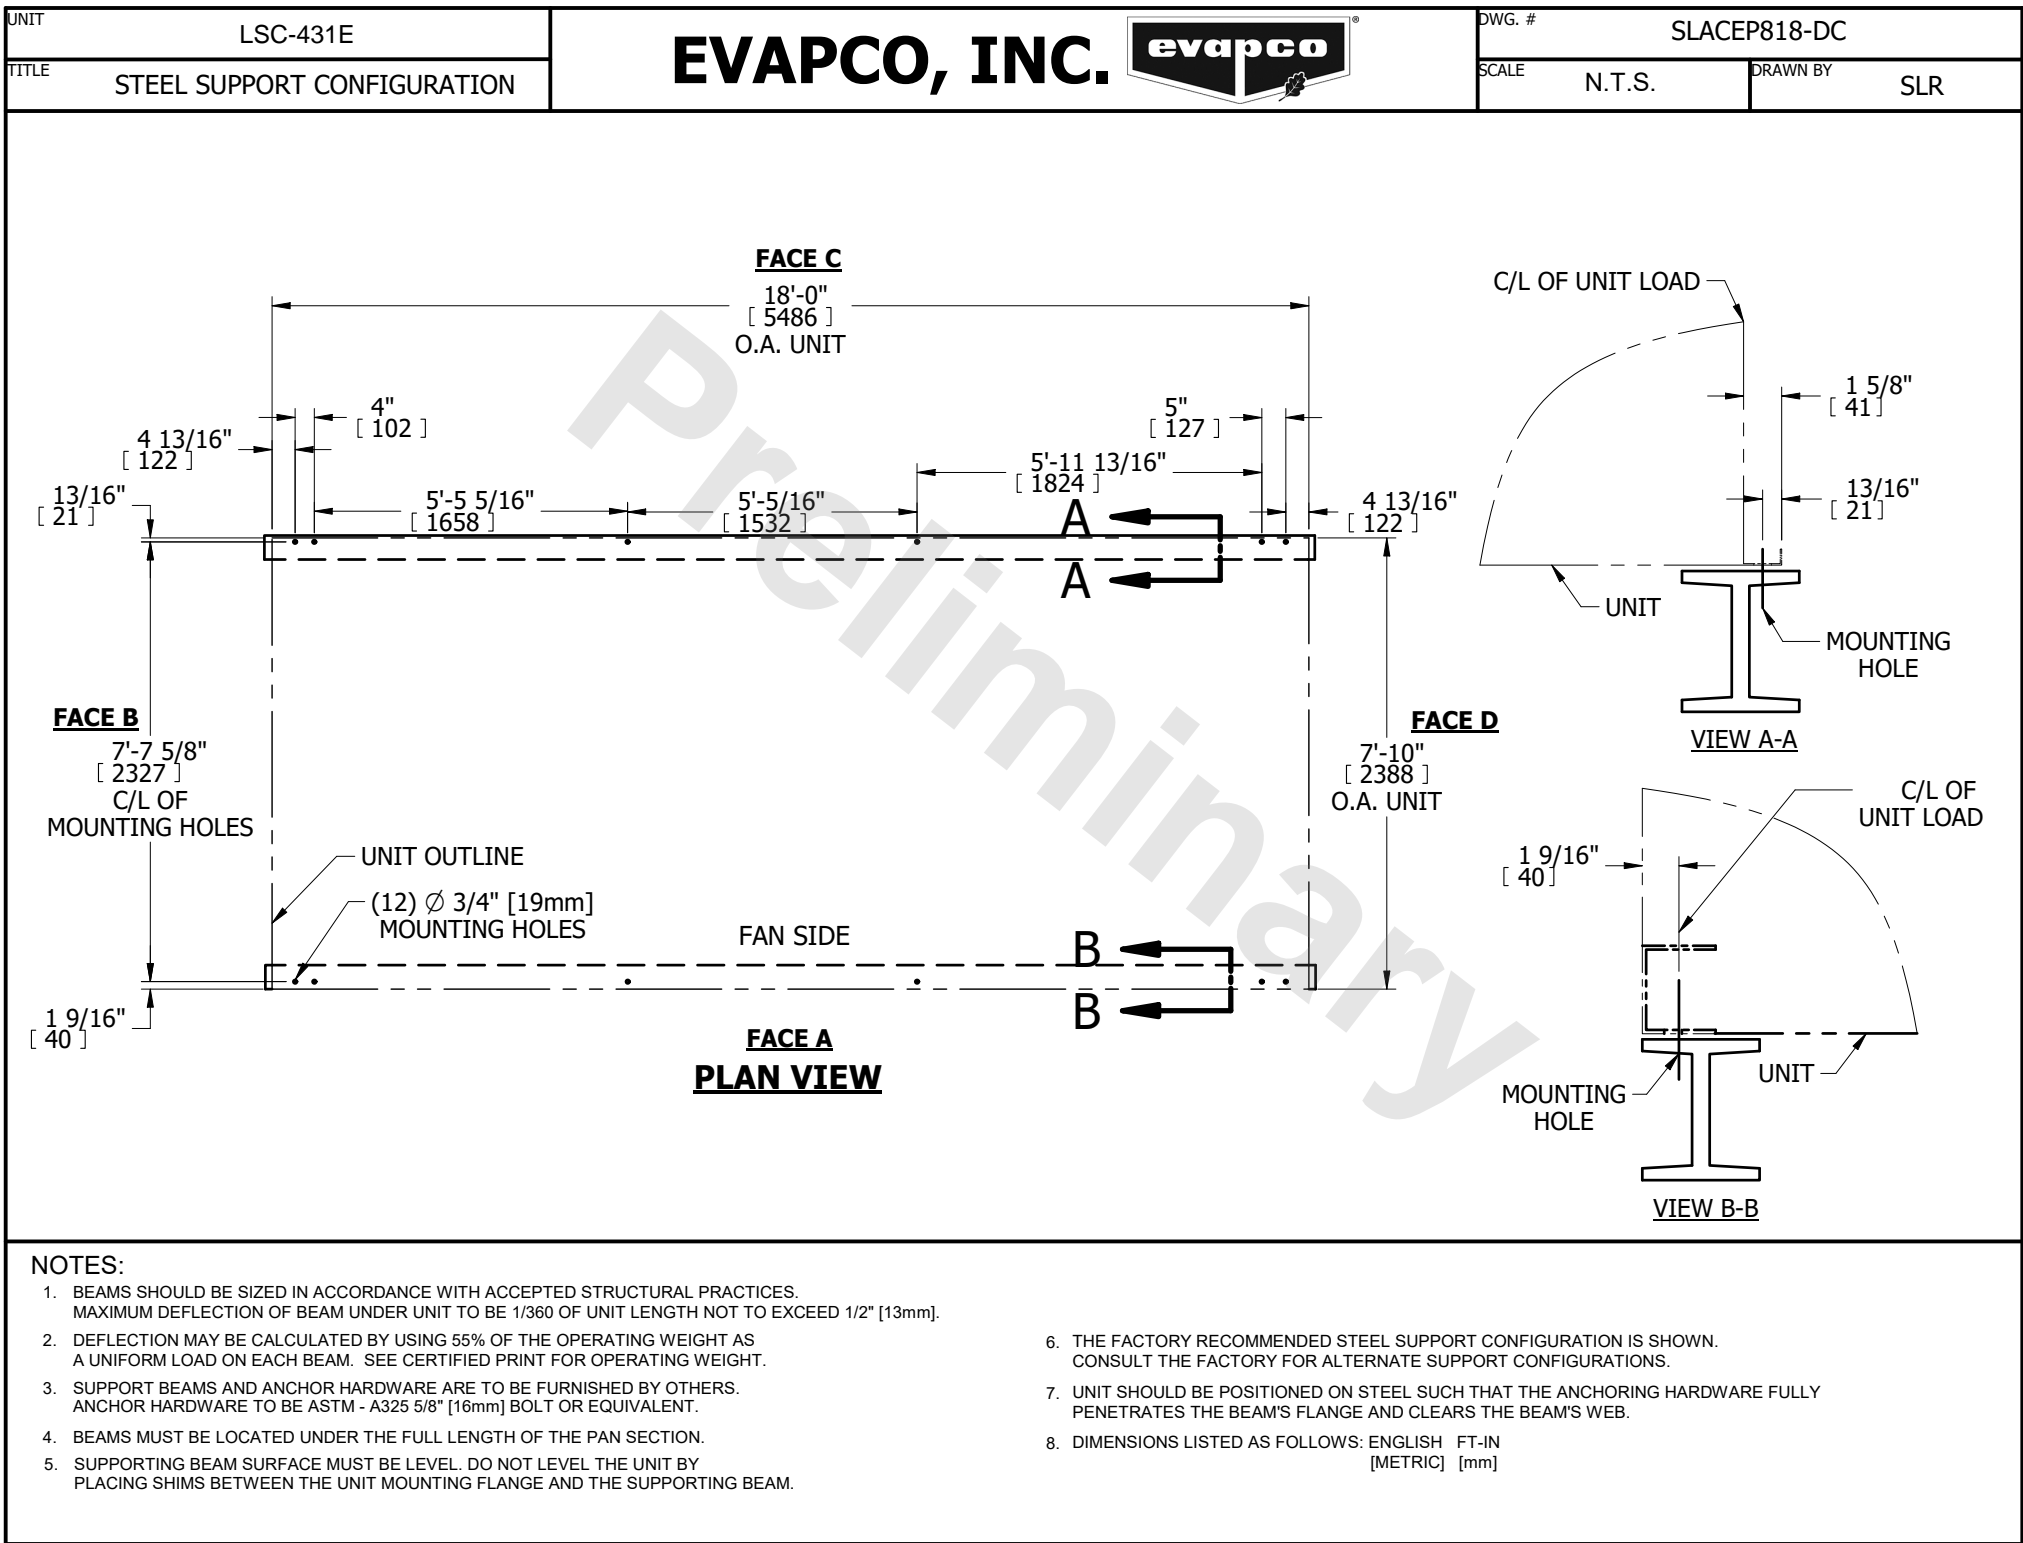 UNIT
LSC-431E
TITLE
STEEL SUPPORT CONFIGURATION
EVAPCO, INC.
evapco
®
DWG. #
SLACEP818-DC
SCALE
N.T.S.
DRAWN BY
SLR
FACE C
18'-0"
[ 5486 ]
O.A. UNIT
4"
[ 102 ]
5"
[ 127 ]
4 13/16"
[ 122 ]
5'-11 13/16"
[ 1824 ]
13/16"
[ 21 ]
5'-5 5/16"
[ 1658 ]
5'-5/16"
[ 1532 ]
A
4 13/16"
[ 122 ]
A
FACE B
7'-7 5/8"
[ 2327 ]
C/L OF
MOUNTING HOLES
FACE D
7'-10"
[ 2388 ]
O.A. UNIT
UNIT OUTLINE
(12) Ø 3/4" [19mm]
MOUNTING HOLES
FAN SIDE
B
B
1 9/16"
[ 40 ]
FACE A
PLAN VIEW
Preliminary
C/L OF UNIT LOAD
1 5/8"
[ 41 ]
13/16"
[ 21 ]
UNIT
MOUNTING
HOLE
VIEW A-A
C/L OF
UNIT LOAD
1 9/16"
[ 40 ]
UNIT
MOUNTING
HOLE
VIEW B-B
NOTES:
1. BEAMS SHOULD BE SIZED IN ACCORDANCE WITH ACCEPTED STRUCTURAL PRACTICES.
MAXIMUM DEFLECTION OF BEAM UNDER UNIT TO BE 1/360 OF UNIT LENGTH NOT TO EXCEED 1/2" [13mm].
2. DEFLECTION MAY BE CALCULATED BY USING 55% OF THE OPERATING WEIGHT AS
A UNIFORM LOAD ON EACH BEAM. SEE CERTIFIED PRINT FOR OPERATING WEIGHT.
3. SUPPORT BEAMS AND ANCHOR HARDWARE ARE TO BE FURNISHED BY OTHERS.
ANCHOR HARDWARE TO BE ASTM - A325 5/8" [16mm] BOLT OR EQUIVALENT.
4. BEAMS MUST BE LOCATED UNDER THE FULL LENGTH OF THE PAN SECTION.
5. SUPPORTING BEAM SURFACE MUST BE LEVEL. DO NOT LEVEL THE UNIT BY
PLACING SHIMS BETWEEN THE UNIT MOUNTING FLANGE AND THE SUPPORTING BEAM.
6. THE FACTORY RECOMMENDED STEEL SUPPORT CONFIGURATION IS SHOWN.
CONSULT THE FACTORY FOR ALTERNATE SUPPORT CONFIGURATIONS.
7. UNIT SHOULD BE POSITIONED ON STEEL SUCH THAT THE ANCHORING HARDWARE FULLY
PENETRATES THE BEAM'S FLANGE AND CLEARS THE BEAM'S WEB.
8. DIMENSIONS LISTED AS FOLLOWS: ENGLISH FT-IN
[METRIC] [mm]